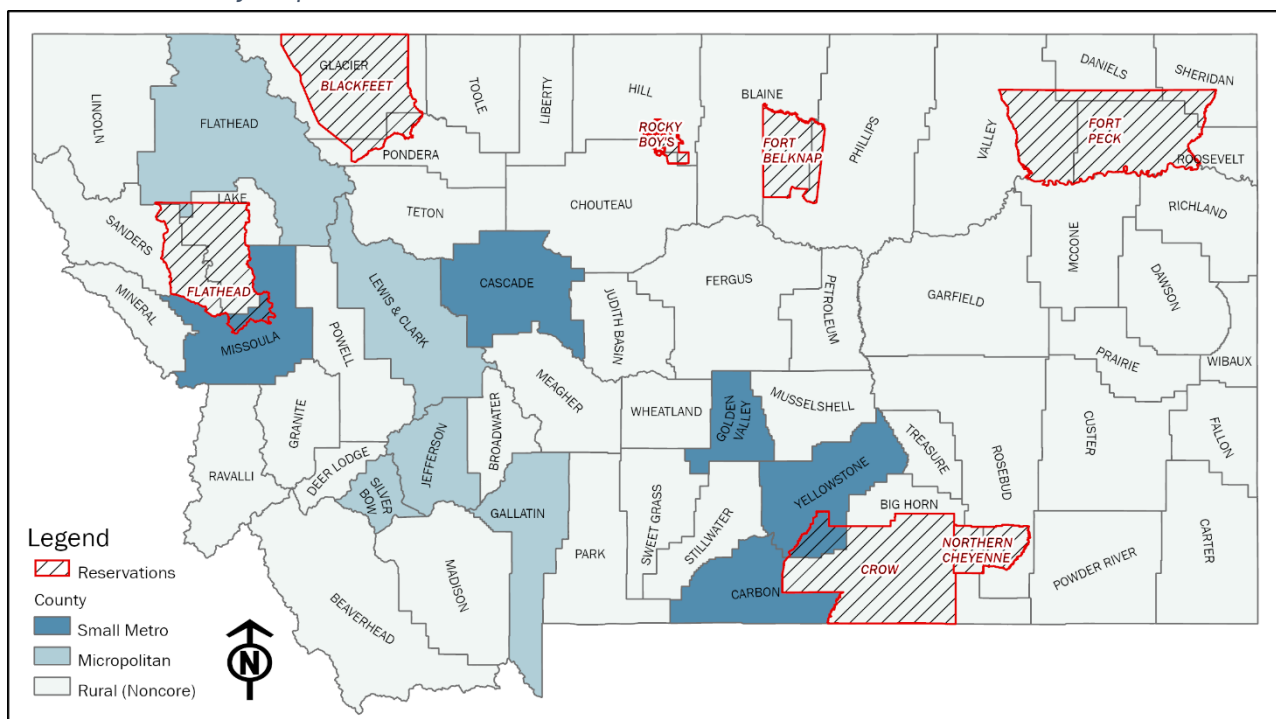 LINCOLN
FLATHEAD
GLACIER
BLACKFEET
TOOLE
LIBERTY
HILL
BLAINE
PHILLIPS
VALLEY
DANIELS
SHERIDAN
ROCKY
BOY'S
FORT
BELKNAP
FORT
PECK
ROOSEVELT
PONDERA
LAKE
SANDERS
TETON
CHOUTEAU
RICHLAND
MCCONE
DAWSON
FLATHEAD
MINERAL
MISSOULA
POWELL
LEWIS & CLARK
CASCADE
JUDITH BASIN
FERGUS
PETROLEUM
GARFIELD
PRAIRIE
WIBAUX
MEAGHER
WHEATLAND
GOLDEN
VALLEY
MUSSELSHELL
TREASURE
ROSEBUD
CUSTER
FALLON
RAVALLI
GRANITE
DEER LODGE
SILVER
BOW
JEFFERSON
BROADWATER
GALLATIN
PARK
SWEET GRASS
STILLWATER
YELLOWSTONE
BIG HORN
NORTHERN
CHEYENNE
CROW
CARBON
POWDER RIVER
CARTER
BEAVERHEAD
MADISON
Legend
Reservations
County
Small Metro
Micropolitan
Rural (Noncore)
N